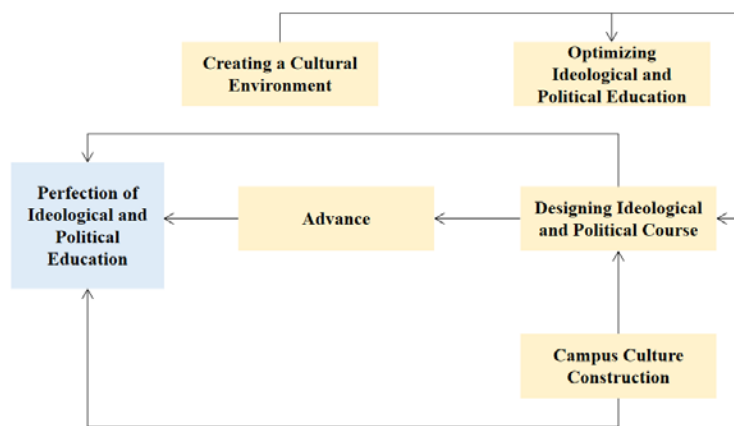 Creating a Cultural
Environment
Optimizing
Ideological and
Political Education
Perfection of
Ideological and
Political
Education
Advance
Designing Ideological
and Political Course
Campus Culture
Construction